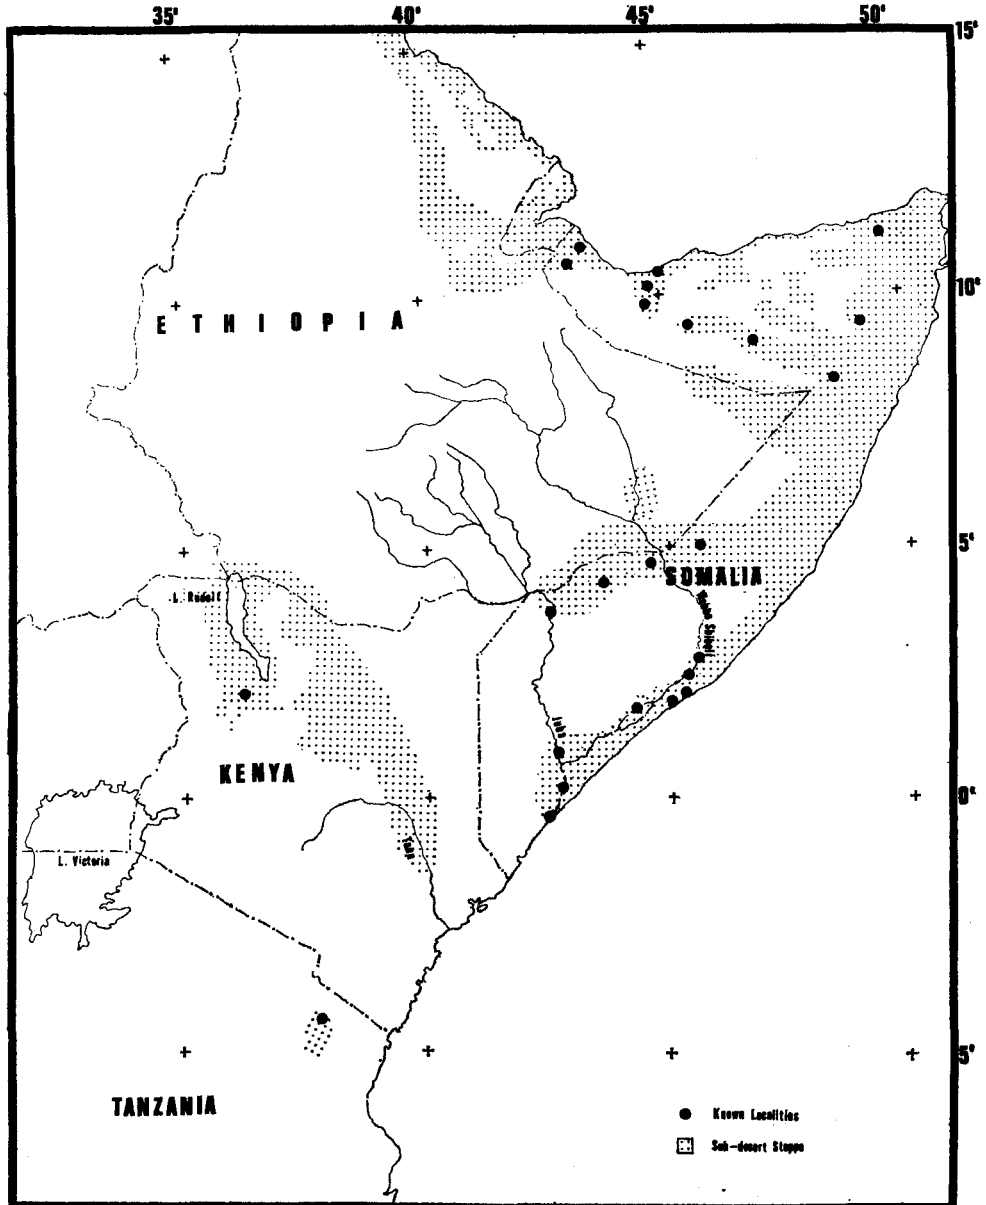 35° 40° 45° 50°
15°
10°
ETHIOPIA
5°
SOMALIA
L. Rudolf
Juba
KENYA
0°
Tana
L. Victoria
5°
TANZANIA
Known Localities
Sub-desert Steppe